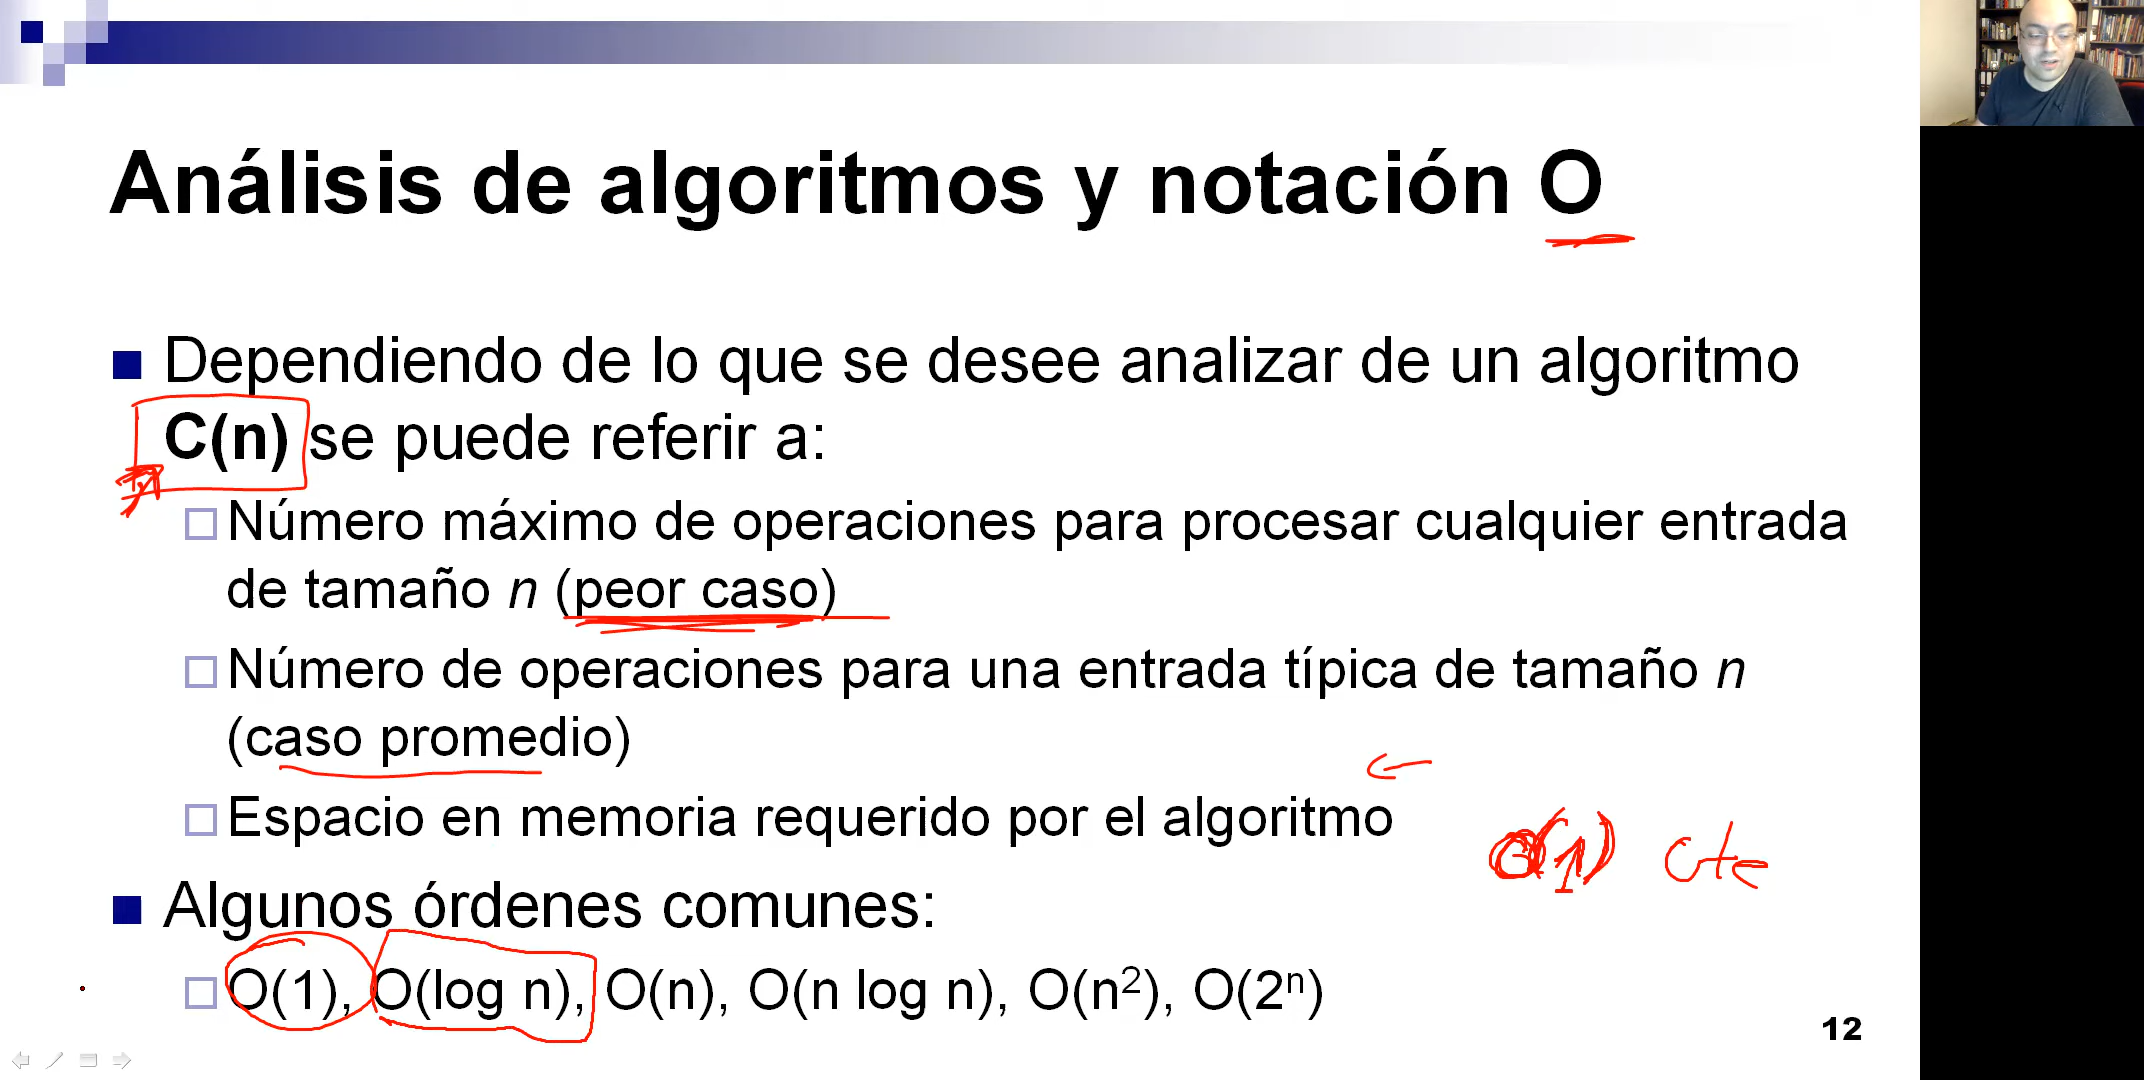 Análisis de algoritmos y notación O
Dependiendo de lo que se desee analizar de un algoritmo
C(n) se puede referir a:
Número máximo de operaciones para procesar cualquier entrada
de tamaño n (peor caso)
Número de operaciones para una entrada típica de tamaño n
(caso promedio)
Espacio en memoria requerido por el algoritmo
O(1) cte
Algunos órdenes comunes:
O(1), O(log n), O(n), O(n log n), O(n²), O(2ⁿ)
12